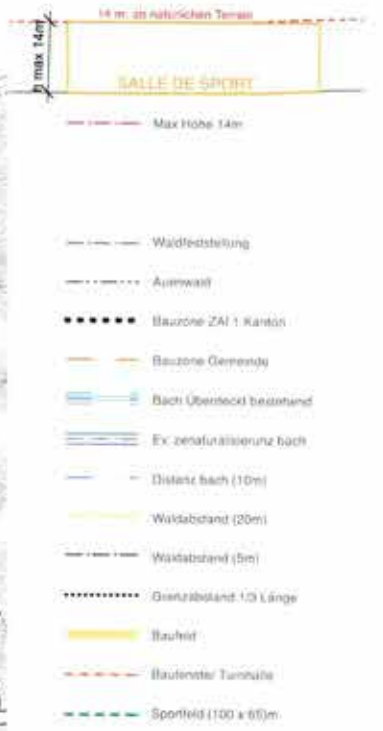 14 m. ab natürlichen Terrain
h max 14m
SALLE DE SPORT
Max Höhe 14m
Waldfeststellung
Auenwald
Bauzone ZAI 1 Kanton
Bauzone Gemeinde
Bach Überdeckt bestehend
Ev. zenaturalisierunz bach
Distanz bach (10m)
Waldabstand (20m)
Waldabstand (5m)
Grenzabstand 1/3 Länge
Baufeld
Baufenster Turnhalle
Sportfeld (100 x 65)m